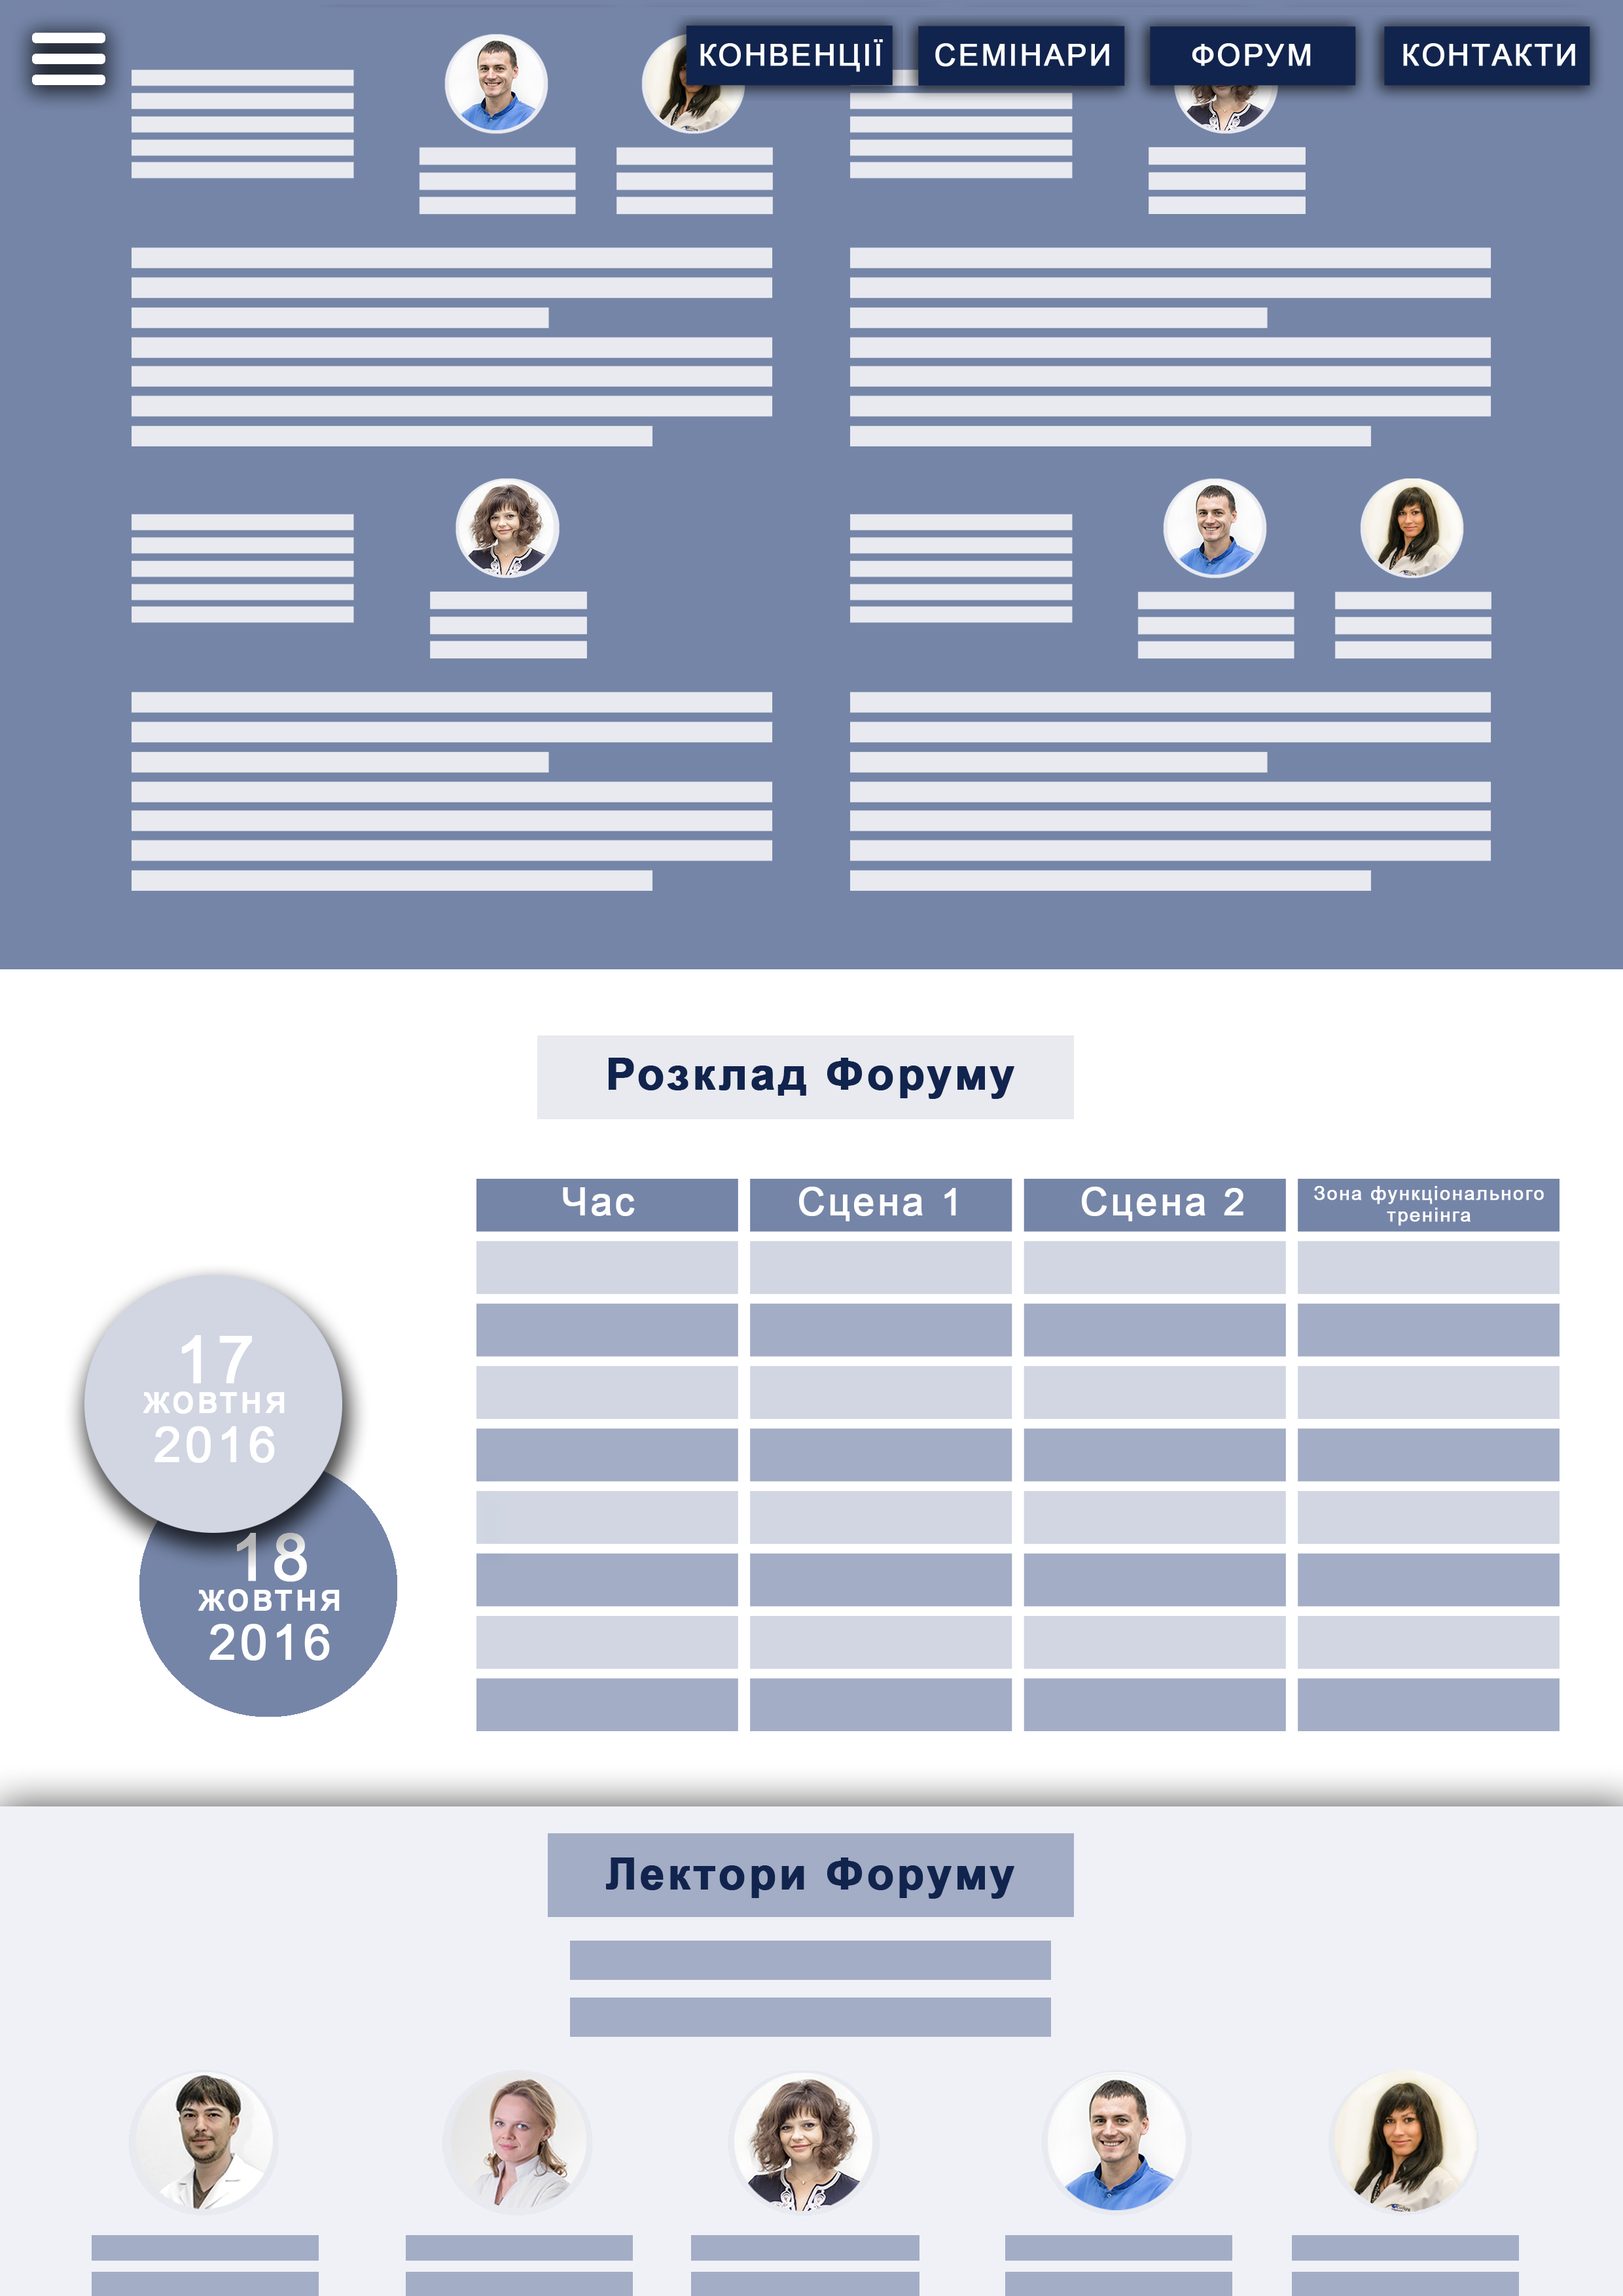 КОНВЕНЦІЇ
СЕМІНАРИ
ФОРУМ
КОНТАКТИ
Розклад Форуму
Час
Сцена 1
Сцена 2
Зона функціонального
тренінга
17
ЖОВТНЯ
2016
18
ЖОВТНЯ
2016
Лектори Форуму